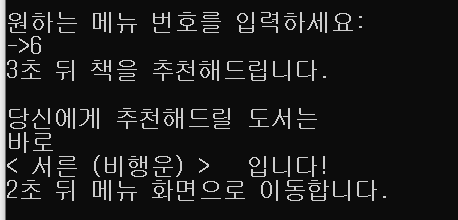 원하는 메뉴 번호를 입력하세요:
->6
3초 뒤 책을 추천해드립니다.
당신에게 추천해드릴 도서는
바로
< 서른 (비행운) >   입니다!
2초 뒤 메뉴 화면으로 이동합니다.